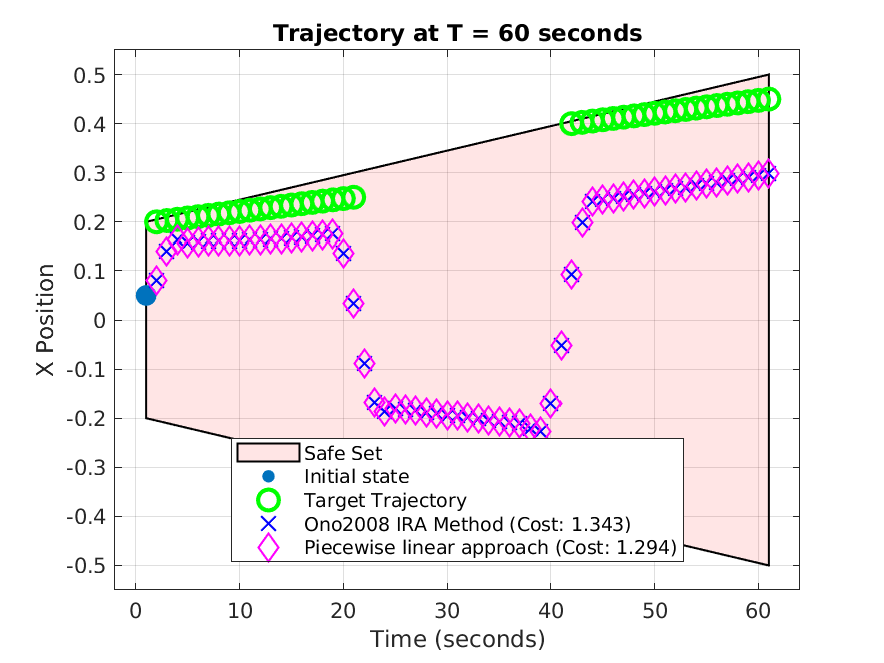 Trajectory at T = 60 seconds
0.5
0.4
0.3
0.2
0.1
0
-0.1
-0.2
-0.3
-0.4
-0.5
X Position
Safe Set
Initial state
Target Trajectory
Ono2008 IRA Method (Cost: 1.343)
Piecewise linear approach (Cost: 1.294)
0 10 20 30 40 50 60
Time (seconds)